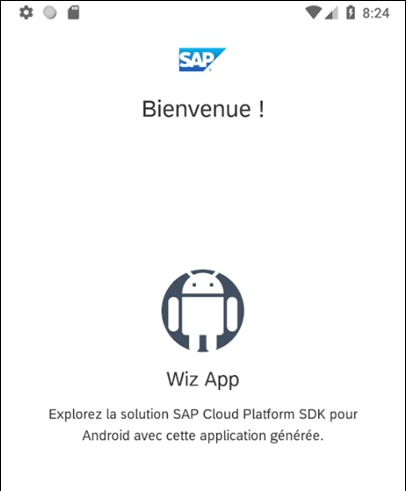 8:24
SAP
Bienvenue !
Wiz App
Explorez la solution SAP Cloud Platform SDK pour
Android avec cette application générée.